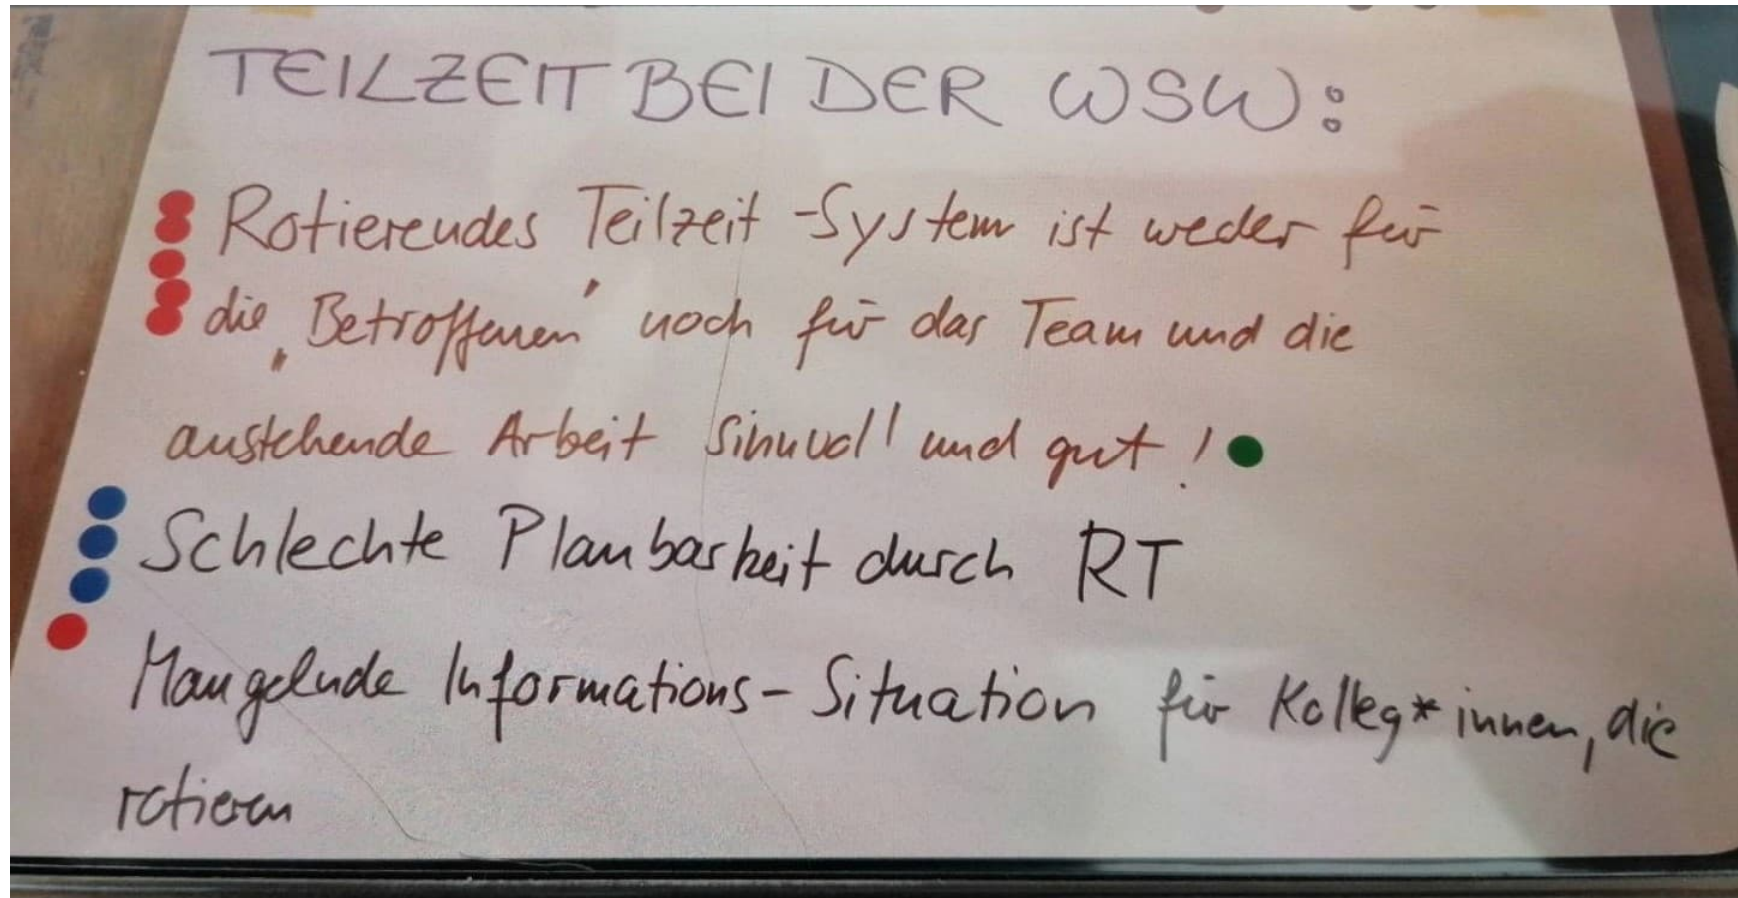 TEILZEIT BEI DER WSW:
Rotierendes Teilzeit-System ist weder für
die „Betroffenen“ noch für das Team und die
anstehende Arbeit sinnvoll und gut!
Schlechte Planbarkeit durch RT
Mangelnde Informations-Situation für Kolleg*innen, die
rotieren